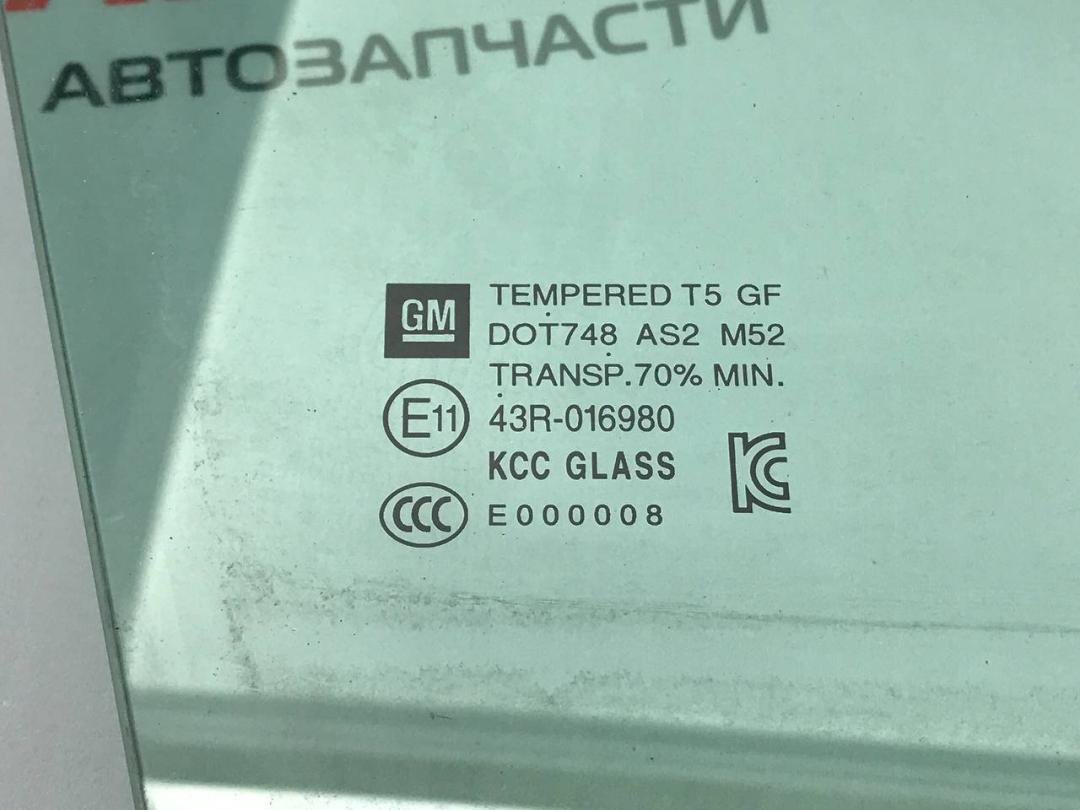 АВТОЗАПЧАСТИ
GM
TEMPERED T5 GF
DOT748 AS2 M52
TRANSP.70% MIN.
E11
43R-016980
KCC GLASS
KC
CCC
E000008